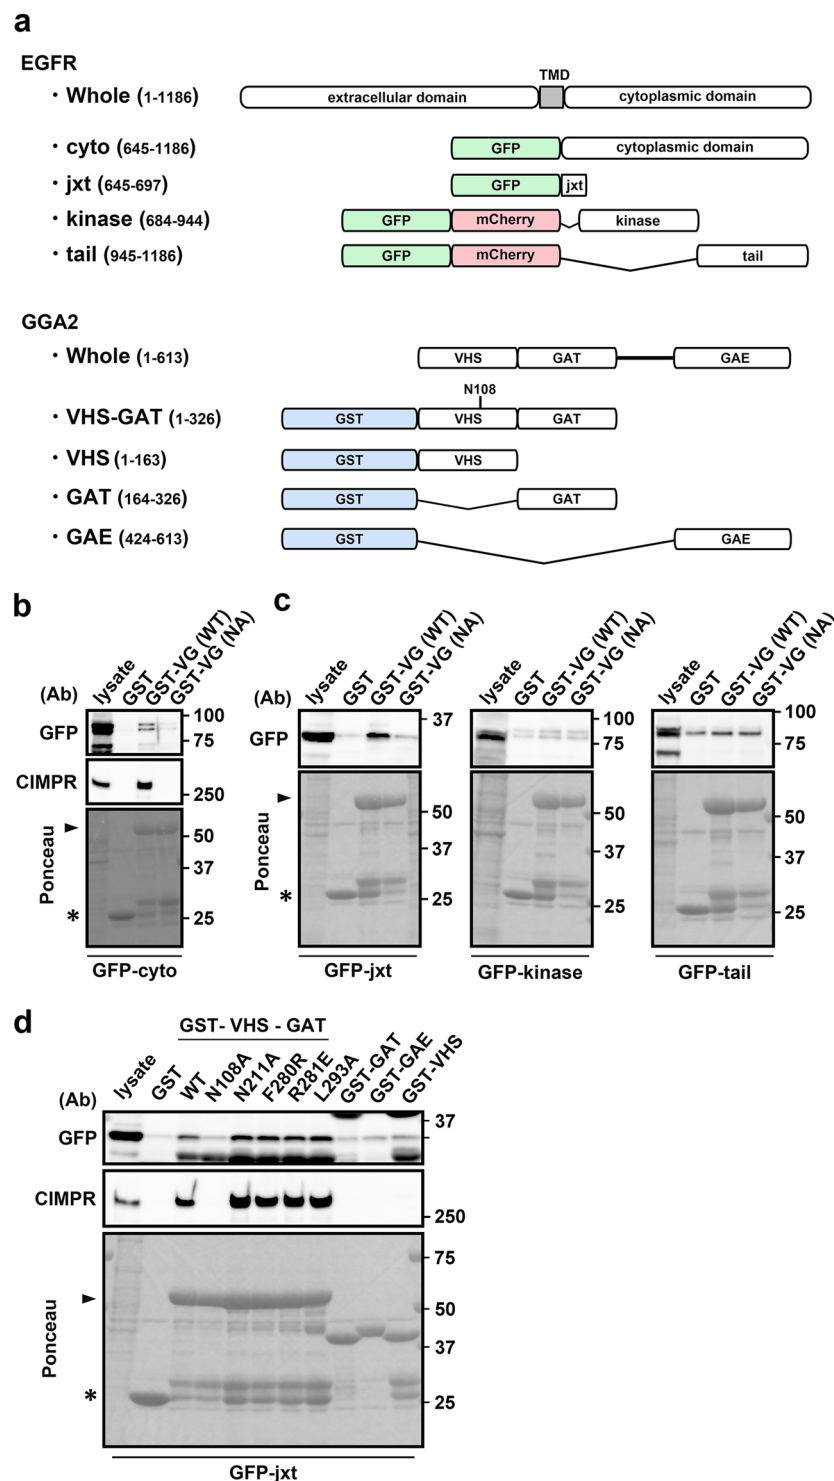 a
EGFR
TMD
・Whole (1-1186) extracellular domain cytoplasmic domain
・cyto (645-1186) GFP cytoplasmic domain
・jxt (645-697) GFP jxt
・kinase (684-944) GFP mCherry kinase
・tail (945-1186) GFP mCherry tail
GGA2
・Whole (1-613) VHS GAT GAE
N108
・VHS-GAT (1-326) GST VHS GAT
・VHS (1-163) GST VHS
・GAT (164-326) GST GAT
・GAE (424-613) GST GAE
b
(Ab) lysate GST GST-VG (WT) GST-VG (NA)
GFP 100 75
CIMPR 250
Ponceau 50 37 25
*
GFP-cyto
c
(Ab) lysate GST GST-VG (WT) GST-VG (NA)
GFP 37
Ponceau 50 37 25
*
GFP-jxt
lysate GST GST-VG (WT) GST-VG (NA)
100 75
50 37 25
GFP-kinase
lysate GST GST-VG (WT) GST-VG (NA)
100 75
50 37 25
GFP-tail
d
GST- VHS - GAT
(Ab) lysate GST WT N108A N211A F280R R281E L293A GST-GAT GST-GAE GST-VHS
GFP 37
CIMPR 250
Ponceau 75 50 37 25
*
GFP-jxt